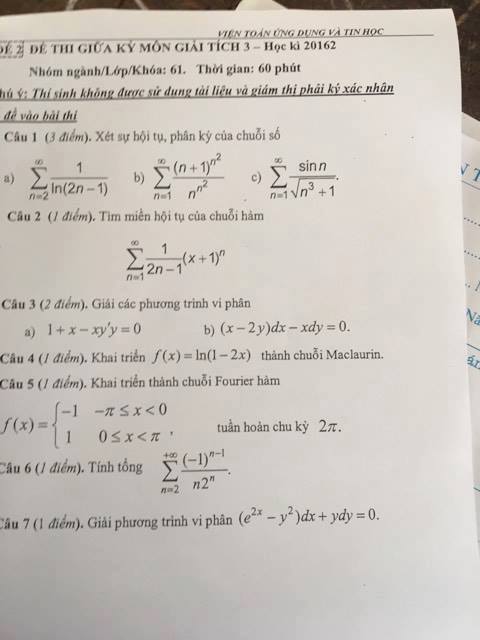 VIỆN TOÁN ỨNG DỤNG VÀ TIN HỌC
ĐỀ 2 ĐỀ THI GIỮA KỲ MÔN GIẢI TÍCH 3 – Học kì 20162
Nhóm ngành/Lớp/Khóa: 61. Thời gian: 60 phút
hú ý: Thí sinh không được sử dụng tài liệu và giám thị phải ký xác nhận
đề vào bài thi
Câu 1 (3 điểm). Xét sự hội tụ, phân kỳ của chuỗi số
a) \sum_{n=2}^{\infty} \frac{1}{\ln(2n-1)} b) \sum_{n=1}^{\infty} \frac{(n+1)^{n^2}}{n^{n^2}} c) \sum_{n=1}^{\infty} \frac{\sin n}{\sqrt{n^3+1}}.
Câu 2 (1 điểm). Tìm miền hội tụ của chuỗi hàm
\sum_{n=1}^{\infty} \frac{1}{2n-1}(x+1)^n
Câu 3 (2 điểm). Giải các phương trình vi phân
a) 1 + x − xy'y = 0 b) (x − 2y)dx − xdy = 0.
Câu 4 (1 điểm). Khai triển f(x) = ln(1 − 2x) thành chuỗi Maclaurin.
Câu 5 (1 điểm). Khai triển thành chuỗi Fourier hàm
f(x) = \begin{cases} -1 & -\pi \le x < 0 \\ 1 & 0 \le x < \pi \end{cases}, tuần hoàn chu kỳ 2π.
Câu 6 (1 điểm). Tính tổng \sum_{n=2}^{+\infty} \frac{(-1)^{n-1}}{n2^n}.
Câu 7 (1 điểm). Giải phương trình vi phân (e^{2x} − y^2)dx + ydy = 0.